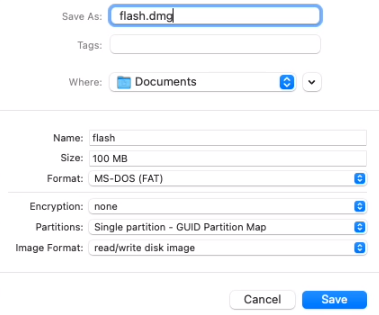 Save As: flash.dmg
Tags:
Where: Documents
Name: flash
Size: 100 MB
Format: MS-DOS (FAT)
Encryption: none
Partitions: Single partition - GUID Partition Map
Image Format: read/write disk image
Cancel Save